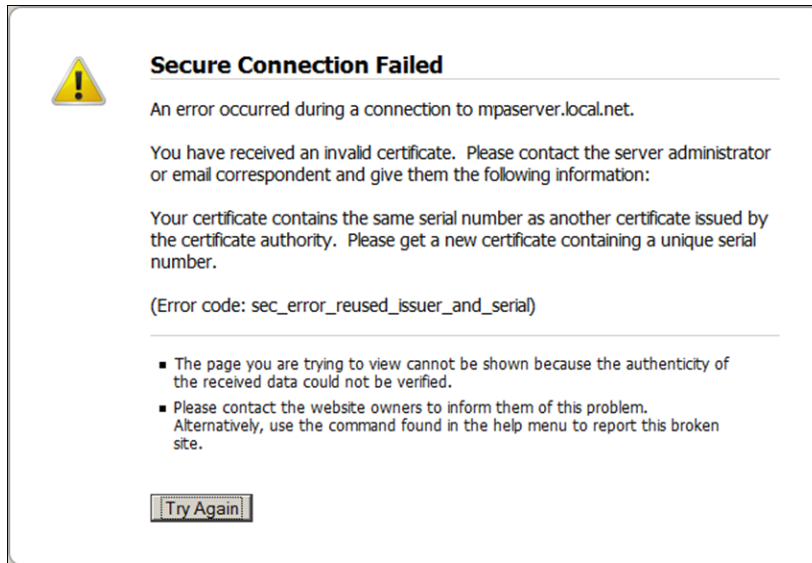 Secure Connection Failed
An error occurred during a connection to mpaserver.local.net.
You have received an invalid certificate.  Please contact the server administrator
or email correspondent and give them the following information:
Your certificate contains the same serial number as another certificate issued by
the certificate authority.  Please get a new certificate containing a unique serial
number.
(Error code: sec_error_reused_issuer_and_serial)
▪ The page you are trying to view cannot be shown because the authenticity of
the received data could not be verified.
▪ Please contact the website owners to inform them of this problem.
Alternatively, use the command found in the help menu to report this broken
site.
Try Again